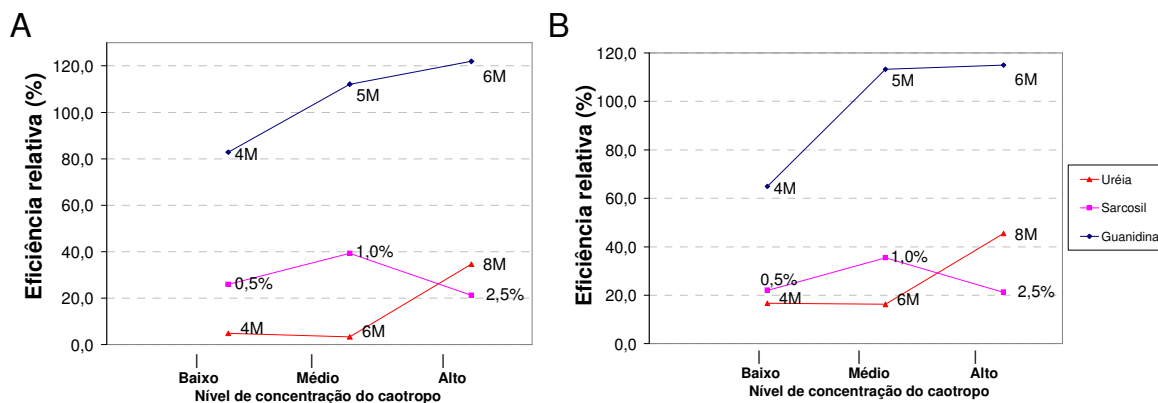 A
Eficiência relativa (%)
120,0
100,0
80,0
60,0
40,0
20,0
0,0
4M
5M
6M
0,5%
1,0%
2,5%
4M
6M
8M
Baixo Médio Alto
Nível de concentração do caotropo
B
Eficiência relativa (%)
120,0
100,0
80,0
60,0
40,0
20,0
0,0
4M
5M
6M
0,5%
1,0%
2,5%
4M
6M
8M
Baixo Médio Alto
Nível de concentração do caotropo
Uréia
Sarcosil
Guanidina